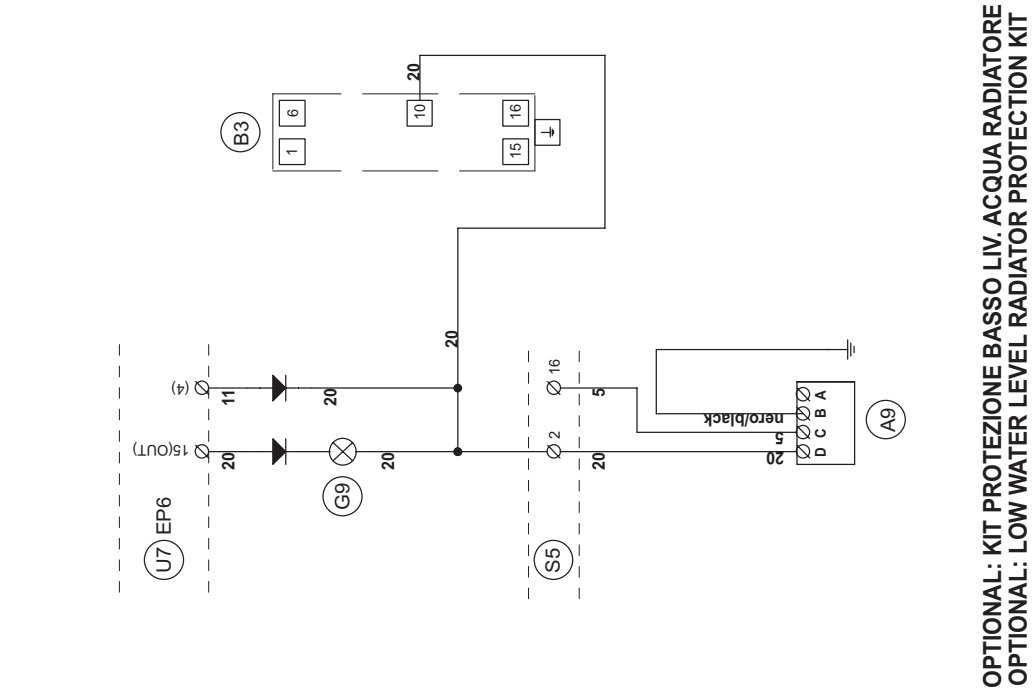 B3
1
6
10
15
16
20
20
U7 EP6
15(OUT)
(4)
20
11
20
20
G9
S5
2
16
20
5
20
5
nero/black
D C B A
A9
OPTIONAL: KIT PROTEZIONE BASSO LIV. ACQUA RADIATORE
OPTIONAL: LOW WATER LEVEL RADIATOR PROTECTION KIT